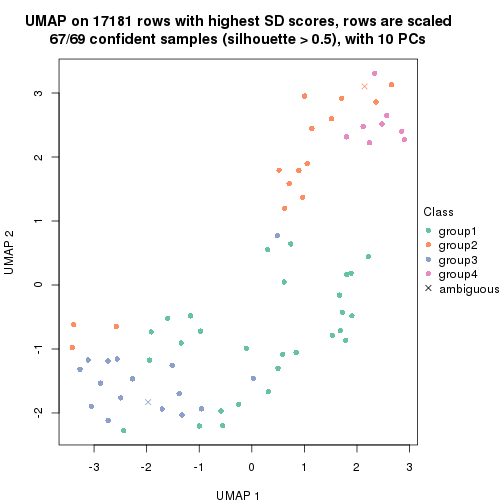 UMAP on 17181 rows with highest SD scores, rows are scaled
67/69 confident samples (silhouette > 0.5), with 10 PCs
3
2
1
0
-1
-2
UMAP 2
-3 -2 -1 0 1 2 3
UMAP 1
Class
group1
group2
group3
group4
ambiguous